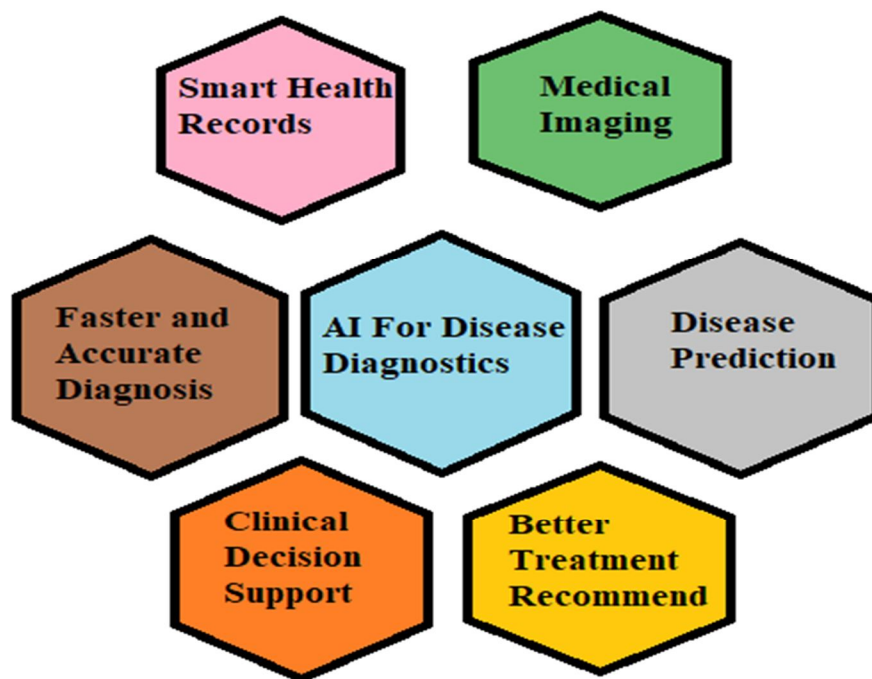 Smart Health
Records
Medical
Imaging
Faster and
Accurate
Diagnosis
AI For Disease
Diagnostics
Disease
Prediction
Clinical
Decision
Support
Better
Treatment
Recommend